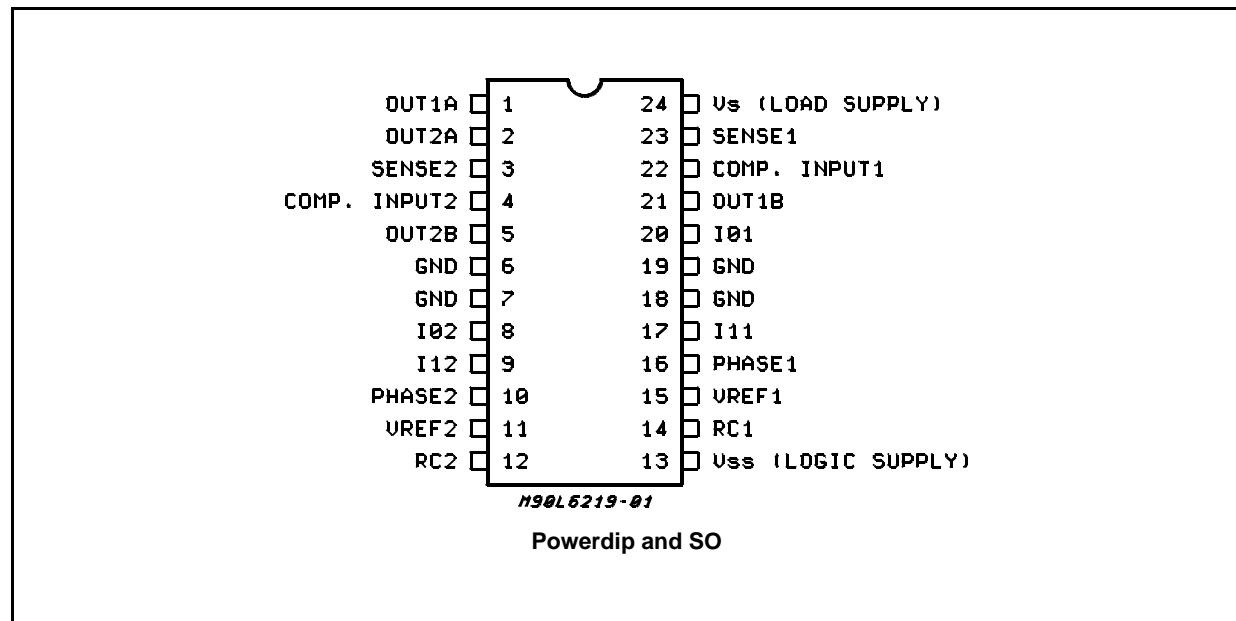 OUT1A 1 24 Vs (LOAD SUPPLY)
OUT2A 2 23 SENSE1
SENSE2 3 22 COMP. INPUT1
COMP. INPUT2 4 21 OUT1B
OUT2B 5 20 I01
GND 6 19 GND
GND 7 18 GND
I02 8 17 I11
I12 9 16 PHASE1
PHASE2 10 15 VREF1
VREF2 11 14 RC1
RC2 12 13 Vss (LOGIC SUPPLY)
M90L6219-01
Powerdip and SO